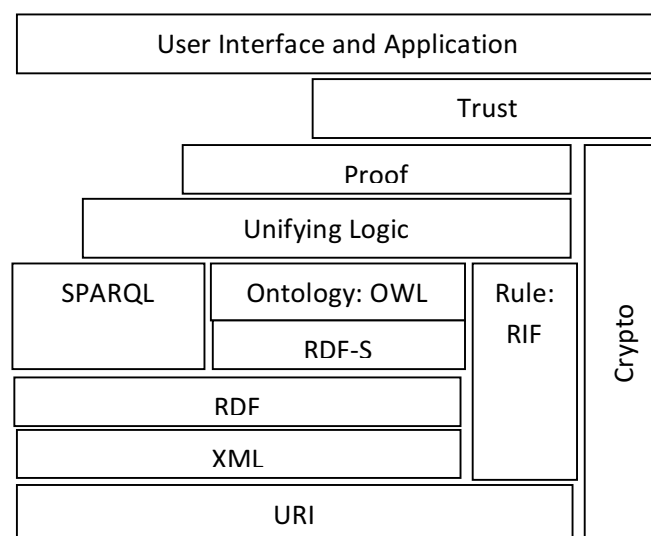 User Interface and Application
Trust
Proof
Unifying Logic
SPARQL
Ontology: OWL
Rule:
RIF
RDF-S
Crypto
RDF
XML
URI